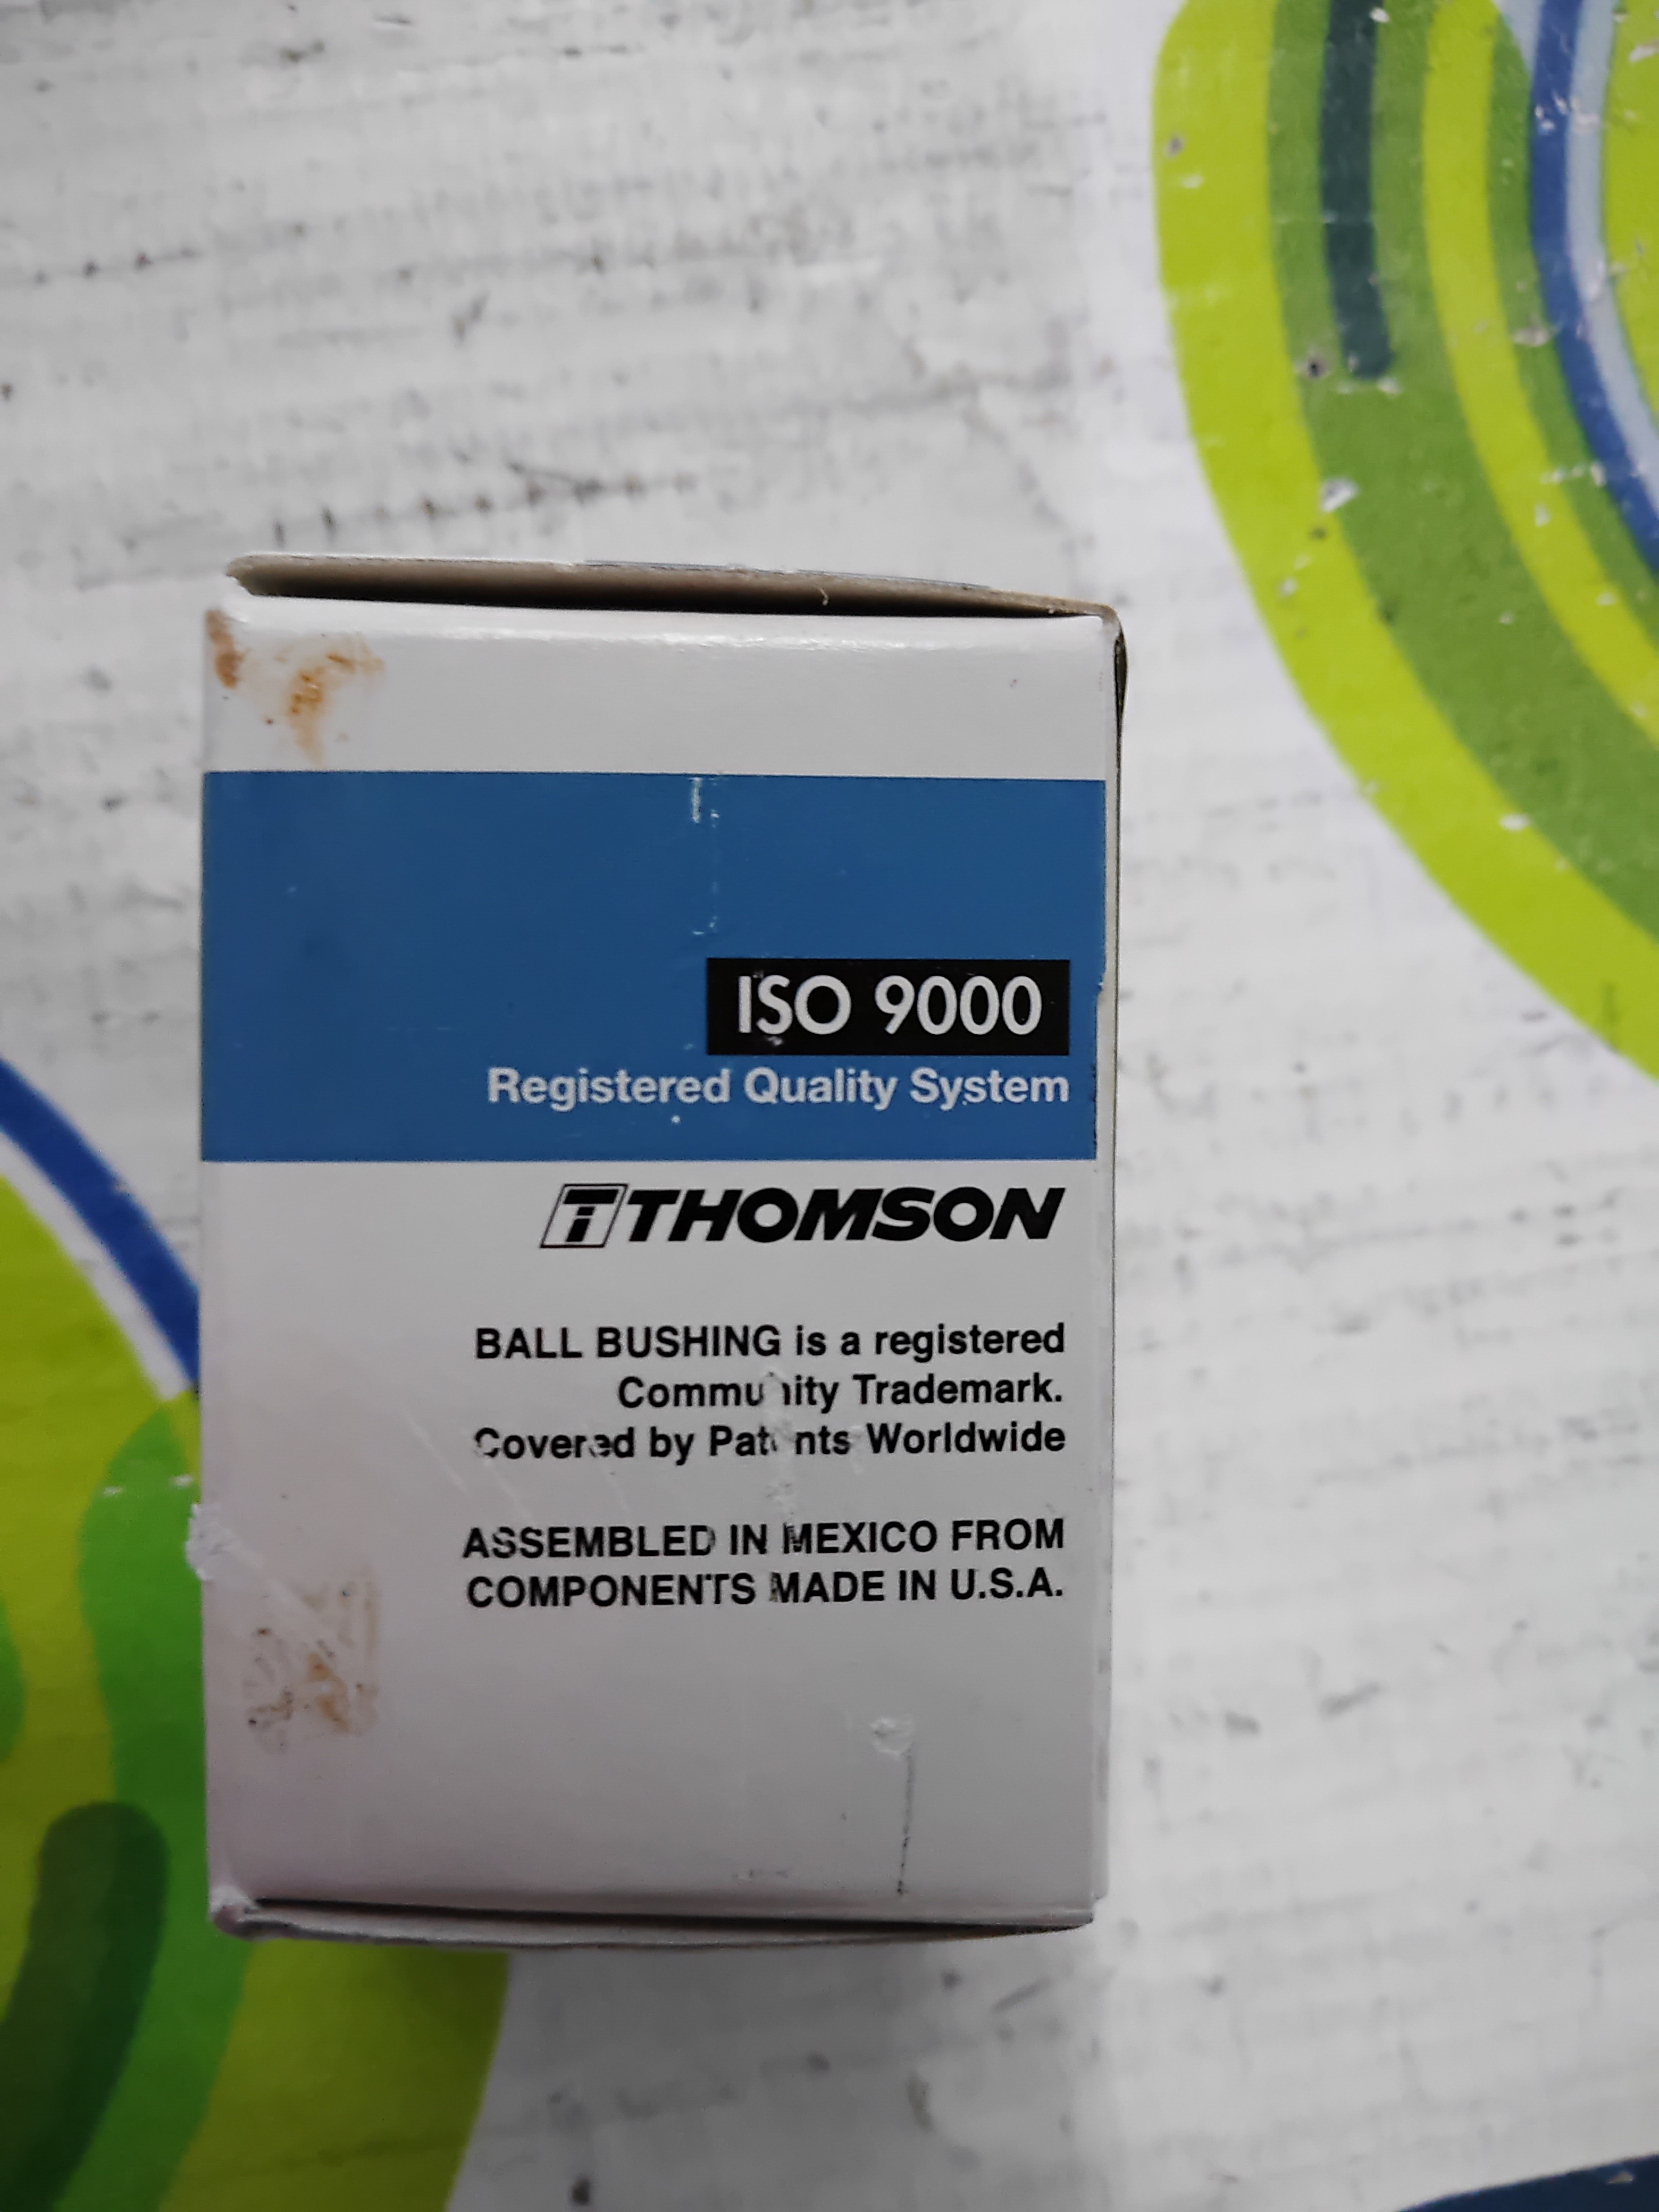 ISO 9000
Registered Quality System
THOMSON
BALL BUSHING is a registered
Community Trademark.
Covered by Patents Worldwide
ASSEMBLED IN MEXICO FROM
COMPONENTS MADE IN U.S.A.